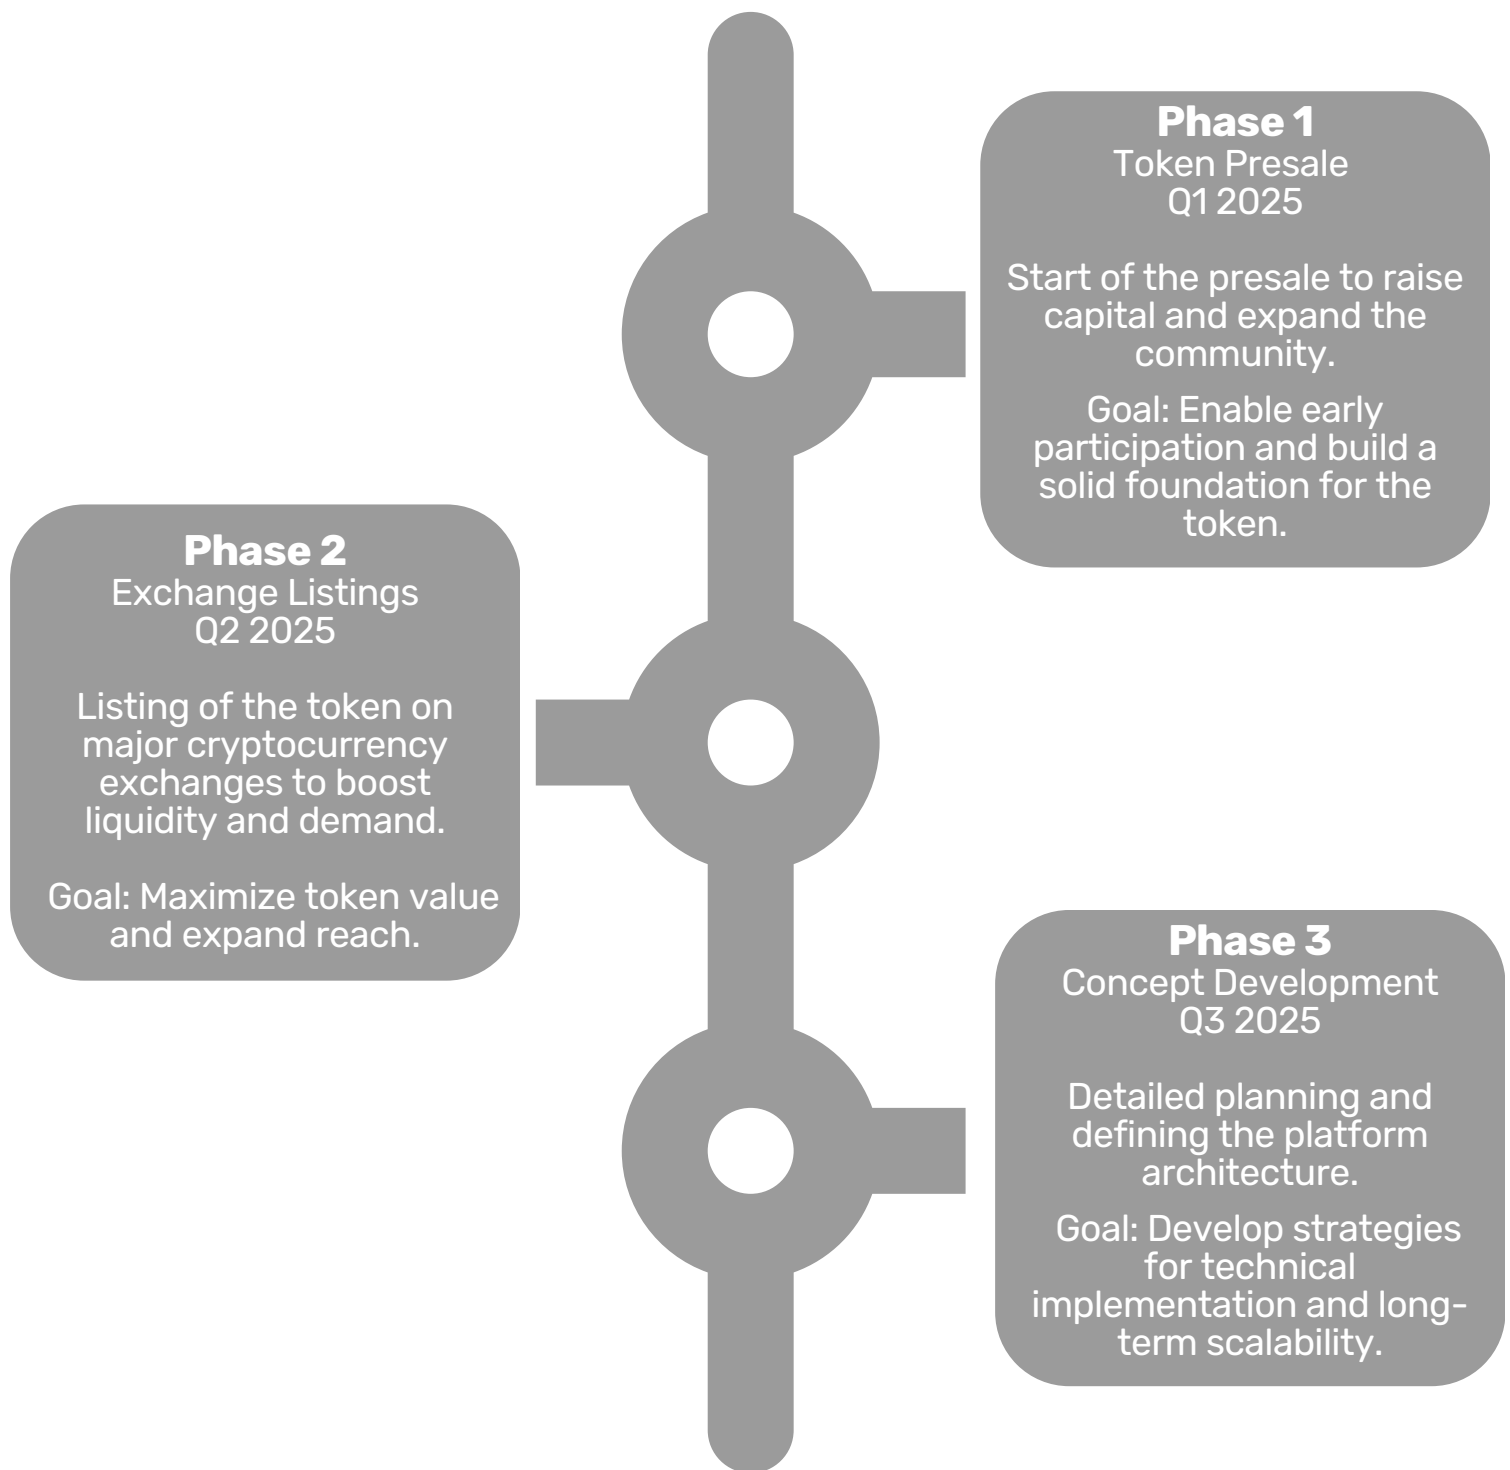 Phase 1
Token Presale
Q1 2025
Start of the presale to raise
capital and expand the
community.
Goal: Enable early
participation and build a
solid foundation for the
token.
Phase 2
Exchange Listings
Q2 2025
Listing of the token on
major cryptocurrency
exchanges to boost
liquidity and demand.
Goal: Maximize token value
and expand reach.
Phase 3
Concept Development
Q3 2025
Detailed planning and
defining the platform
architecture.
Goal: Develop strategies
for technical
implementation and long-
term scalability.